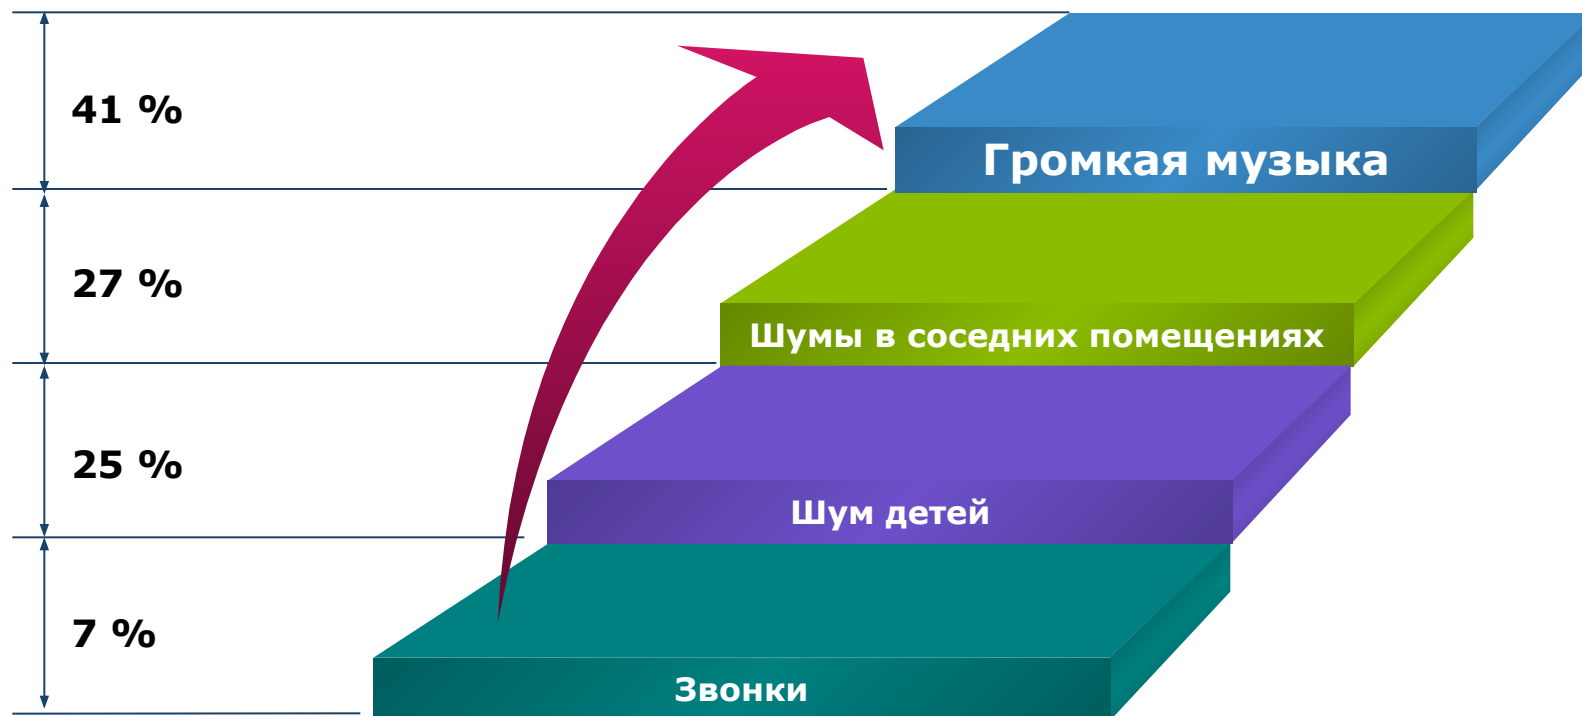 41 %
Громкая музыка
27 %
Шумы в соседних помещениях
25 %
Шум детей
7 %
Звонки